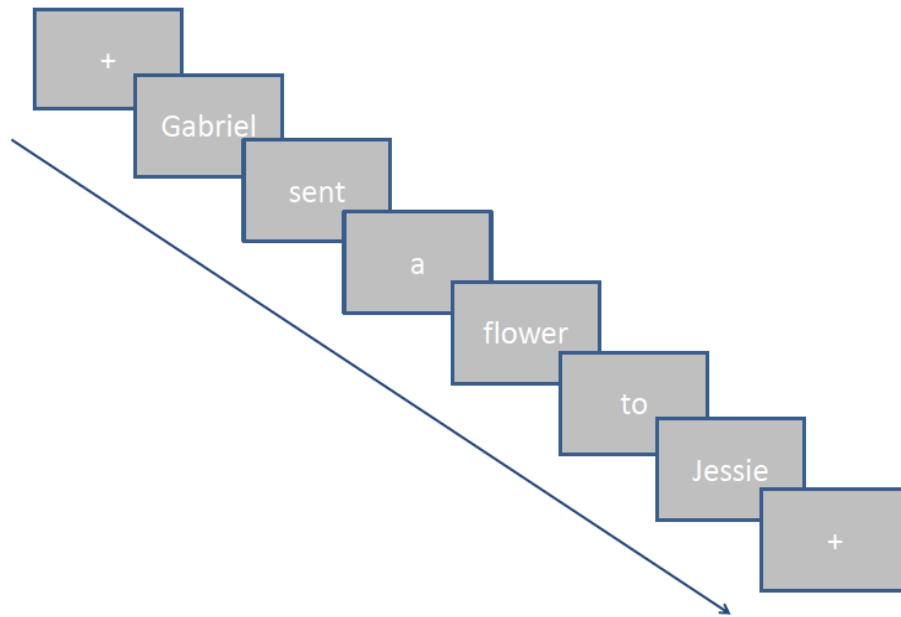 +
Gabriel
sent
a
flower
to
Jessie
+